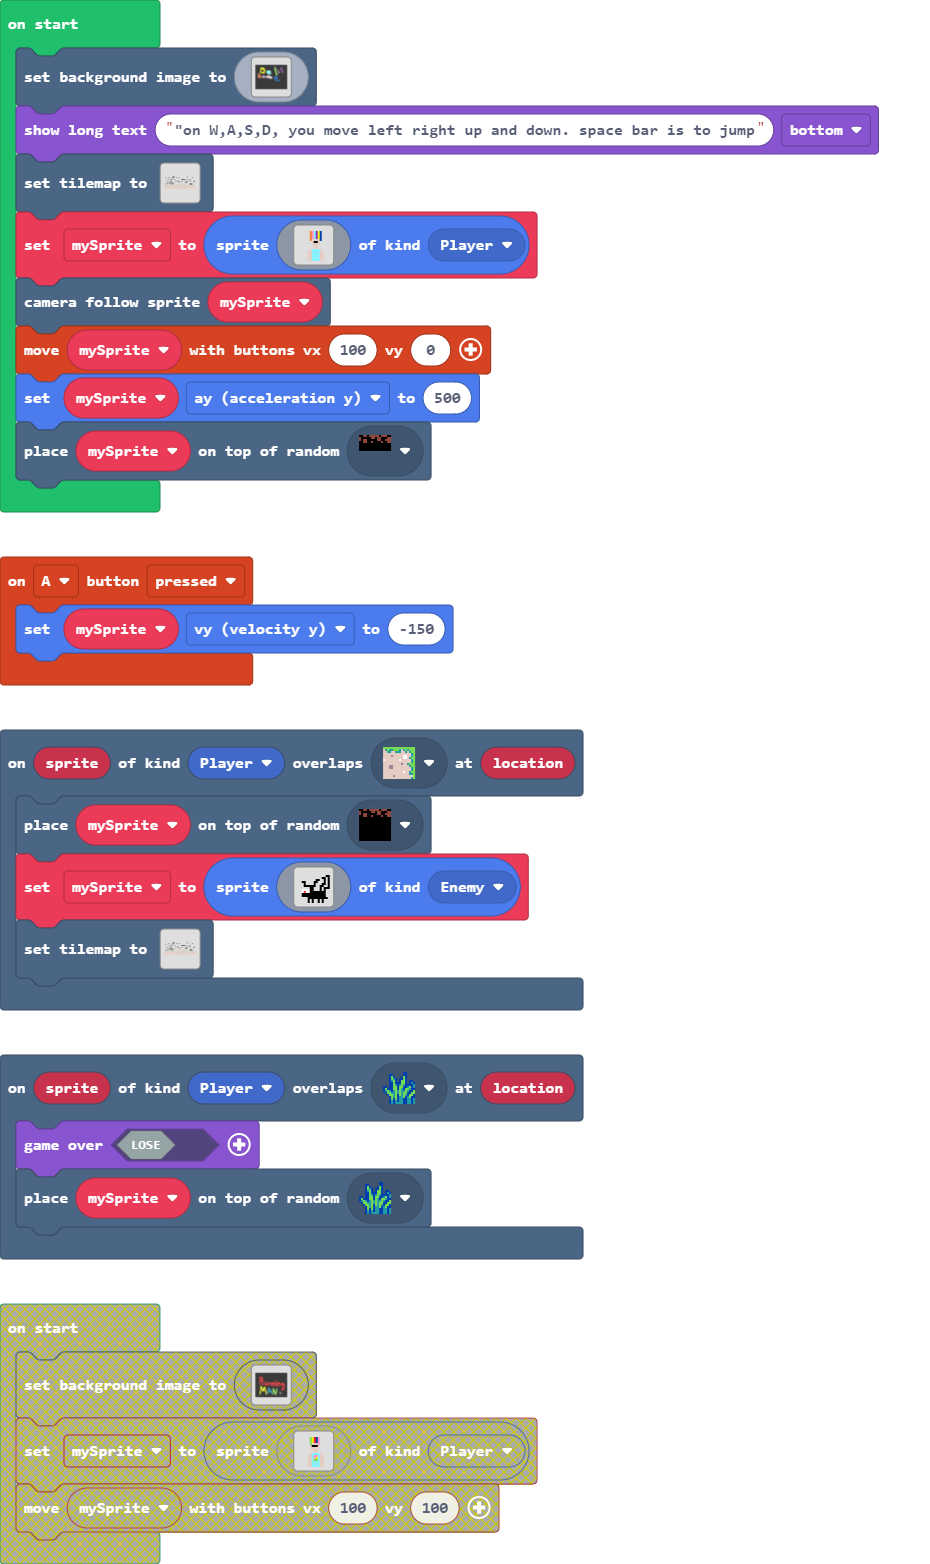 on start
set background image to
show long text ""on W,A,S,D, you move left right up and down. space bar is to jump" bottom
set tilemap to
set mySprite to sprite of kind Player
camera follow sprite mySprite
move mySprite with buttons vx 100 vy 0
set mySprite ay (acceleration y) to 500
place mySprite on top of random
on A button pressed
set mySprite vy (velocity y) to -150
on sprite of kind Player overlaps at location
place mySprite on top of random
set mySprite to sprite of kind Enemy
set tilemap to
on sprite of kind Player overlaps at location
game over LOSE
place mySprite on top of random
on start
set background image to Running Man.
set mySprite to sprite of kind Player
move mySprite with buttons vx 100 vy 100